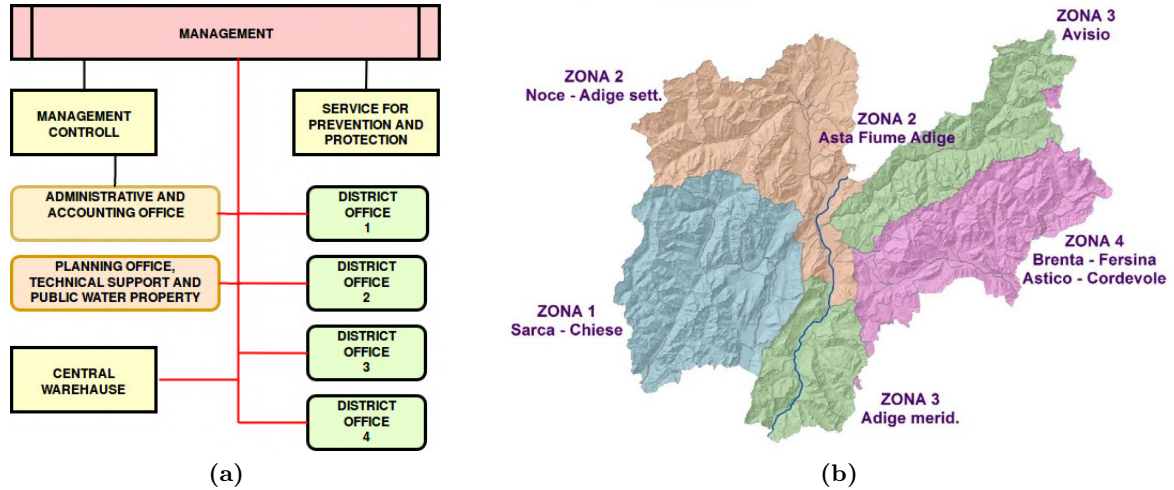 MANAGEMENT
MANAGEMENT
CONTROLL
SERVICE FOR
PREVENTION AND
PROTECTION
ADMINISTRATIVE AND
ACCOUNTING OFFICE
DISTRICT
OFFICE
1
PLANNING OFFICE,
TECHNICAL SUPPORT AND
PUBLIC WATER PROPERTY
DISTRICT
OFFICE
2
DISTRICT
OFFICE
3
CENTRAL
WAREHAUSE
DISTRICT
OFFICE
4
(a)
ZONA 3
Avisio
ZONA 2
Noce - Adige sett.
ZONA 2
Asta Fiume Adige
ZONA 4
Brenta - Fersina
Astico - Cordevole
ZONA 1
Sarca - Chiese
ZONA 3
Adige merid.
(b)